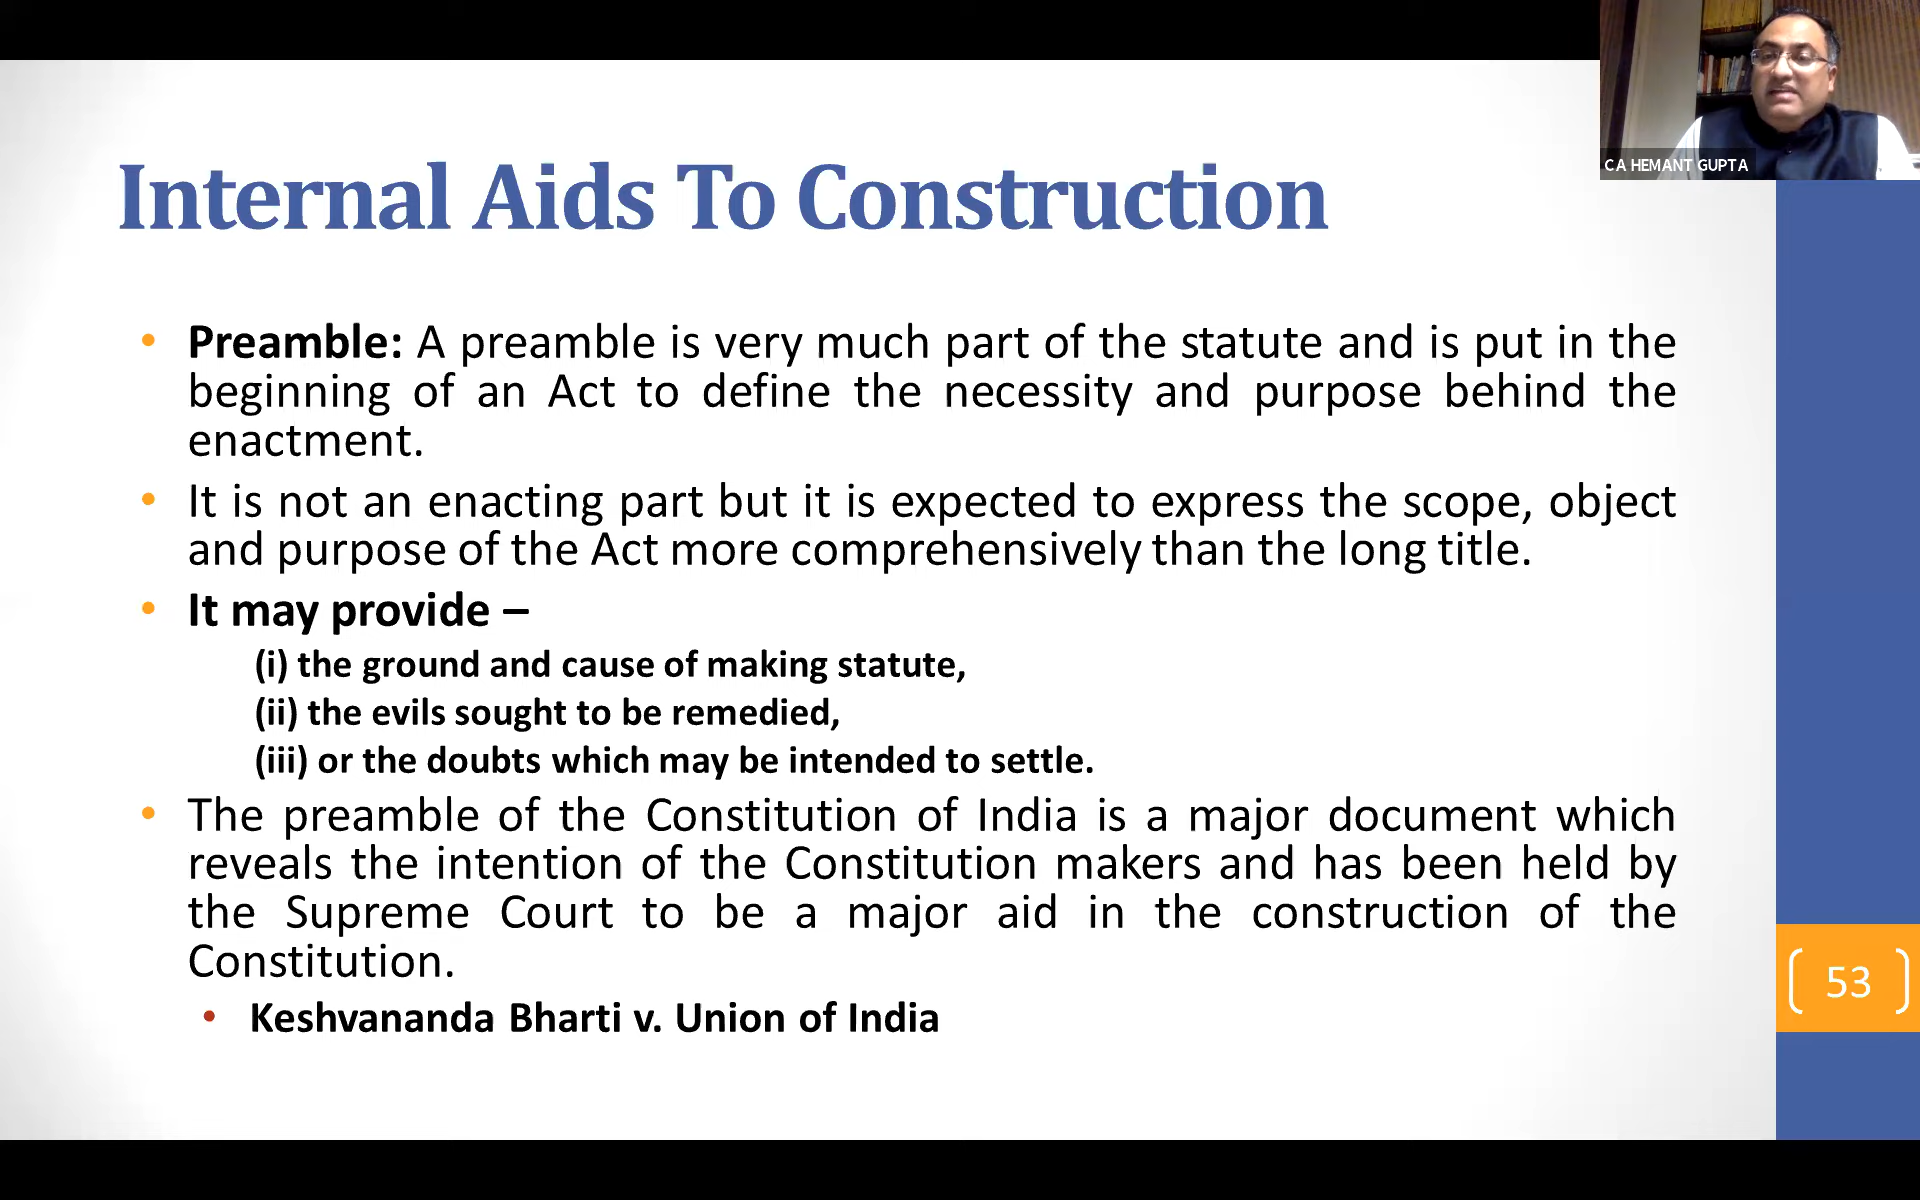 CA HEMANT GUPTA
Internal Aids To Construction
• Preamble: A preamble is very much part of the statute and is put in the
beginning of an Act to define the necessity and purpose behind the
enactment.
• It is not an enacting part but it is expected to express the scope, object
and purpose of the Act more comprehensively than the long title.
• It may provide –
(i) the ground and cause of making statute,
(ii) the evils sought to be remedied,
(iii) or the doubts which may be intended to settle.
• The preamble of the Constitution of India is a major document which
reveals the intention of the Constitution makers and has been held by
the Supreme Court to be a major aid in the construction of the
Constitution.
• Keshvananda Bharti v. Union of India
53